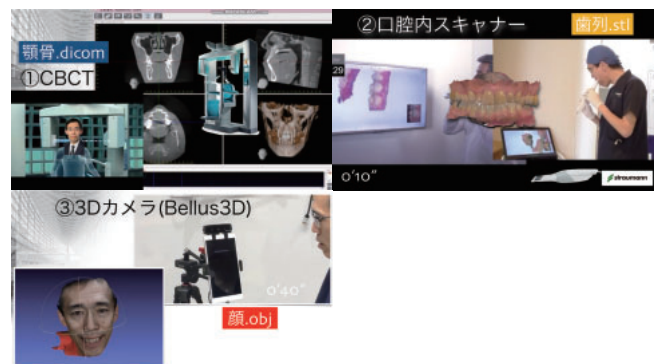 顎骨.dicom
①CBCT
②口腔内スキャナー
歯列.stl
29
0'10"
straumann
③3Dカメラ(Bellus3D)
0'40"
顔.obj